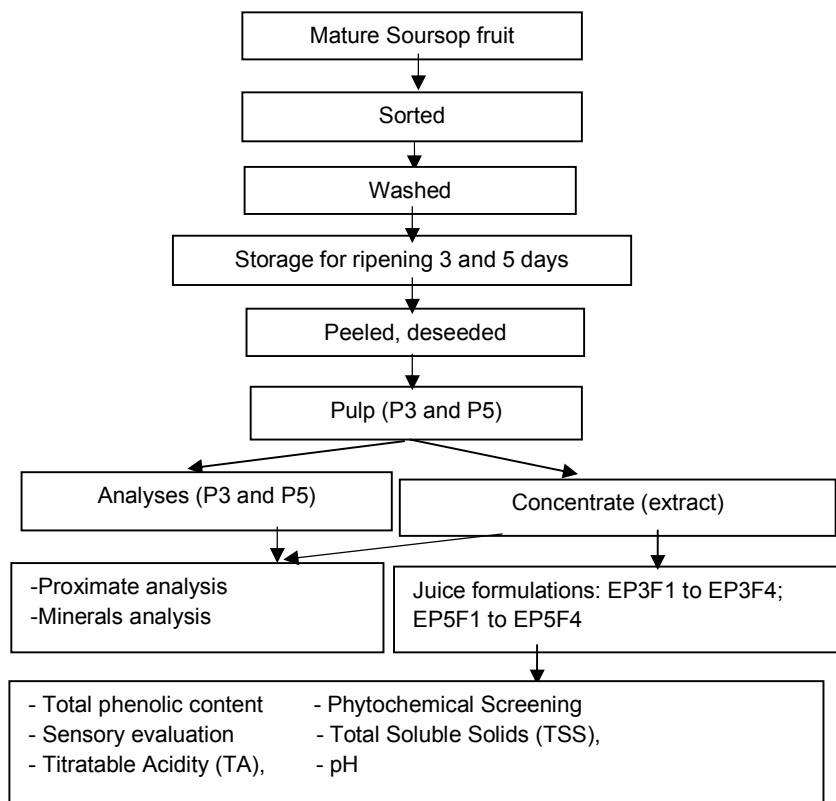 Mature Soursop fruit
Sorted
Washed
Storage for ripening 3 and 5 days
Peeled, deseeded
Pulp (P3 and P5)
Analyses (P3 and P5)
Concentrate (extract)
-Proximate analysis
-Minerals analysis
Juice formulations: EP3F1 to EP3F4;
EP5F1 to EP5F4
- Total phenolic content - Phytochemical Screening
- Sensory evaluation - Total Soluble Solids (TSS),
- Titratable Acidity (TA), - pH